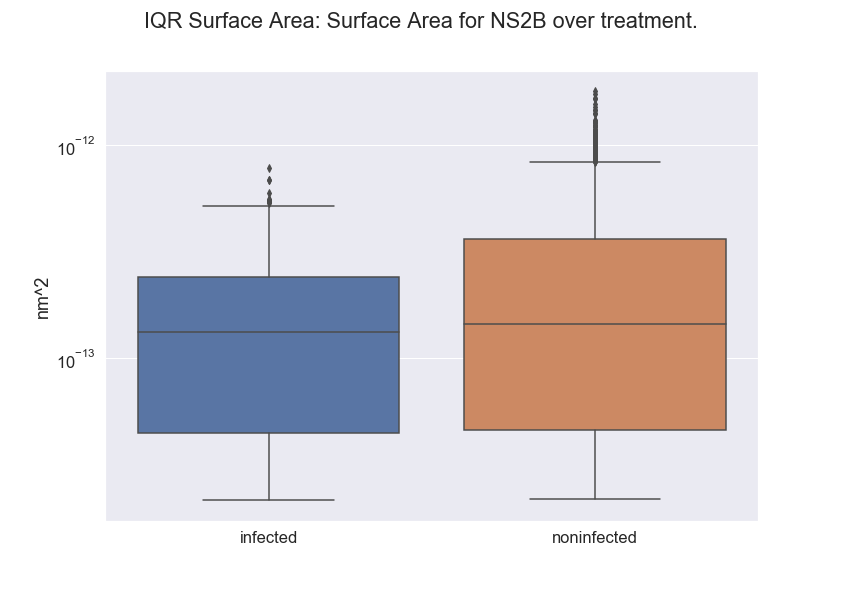 IQR Surface Area: Surface Area for NS2B over treatment.
nm^2
10⁻¹²
10⁻¹³
infected
noninfected